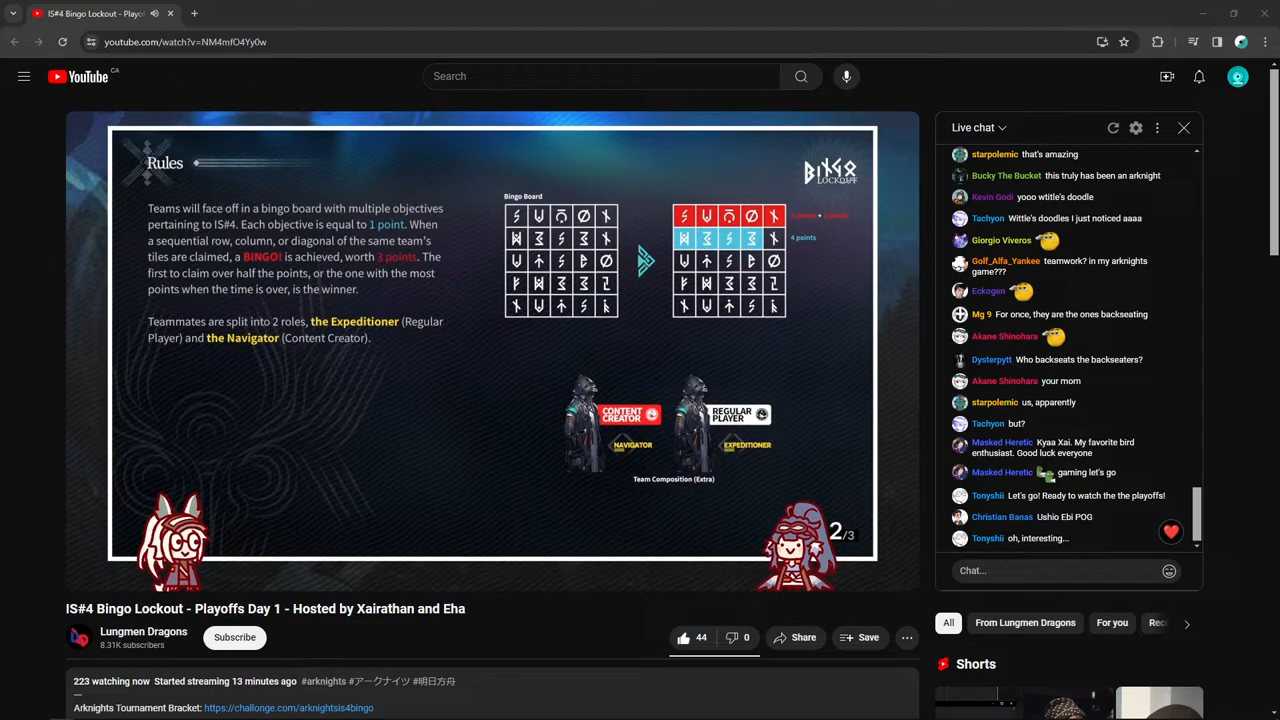 IS#4 Bingo Lockout - Playof
youtube.com/watch?v=NM4mfO4Yy0w
YouTube CA
Search
Rules
BINGO
LOCKOUT
Teams will face off in a bingo board with multiple objectives
pertaining to IS#4. Each objective is equal to 1 point. When
a sequential row, column, or diagonal of the same team's
tiles are claimed, a BINGO! is achieved, worth 3 points. The
first to claim over half the points, or the one with the most
points when the time is over, is the winner.
Teammates are split into 2 roles, the Expeditioner (Regular
Player) and the Navigator (Content Creator).
Bingo Board
4 points
CONTENT
CREATOR
NAVIGATOR
REGULAR
PLAYER
EXPEDITIONER
Team Composition (Extra)
2/3
Live chat
starpolemic that's amazing
Bucky The Bucket this truly has been an arknight
Kevin Godi yooo wtitle's doodle
Tachyon Wittle's doodles I just noticed aaaa
Giorgio Viveros
Golf_Alfa_Yankee teamwork? in my arknights
game???
Eckogen
Mg 9 For once, they are the ones backseating
Akane Shinohara
Dysterpytt Who backseats the backseaters?
Akane Shinohara your mom
starpolemic us, apparently
Tachyon but?
Masked Heretic Kyaa Xai. My favorite bird
enthusiast. Good luck everyone
Masked Heretic gaming let's go
Tonyshii Let's go! Ready to watch the the playoffs!
Christian Banas Ushio Ebi POG
Tonyshii oh, interesting...
Chat...
IS#4 Bingo Lockout - Playoffs Day 1 - Hosted by Xairathan and Eha
Lungmen Dragons
8.31K subscribers
Subscribe
44
0
Share
Save
All
From Lungmen Dragons
For you
Rec
Shorts
223 watching now Started streaming 13 minutes ago #arknights #アークナイツ #明日方舟
—
Arknights Tournament Bracket: https://challonge.com/arknightsis4bingo